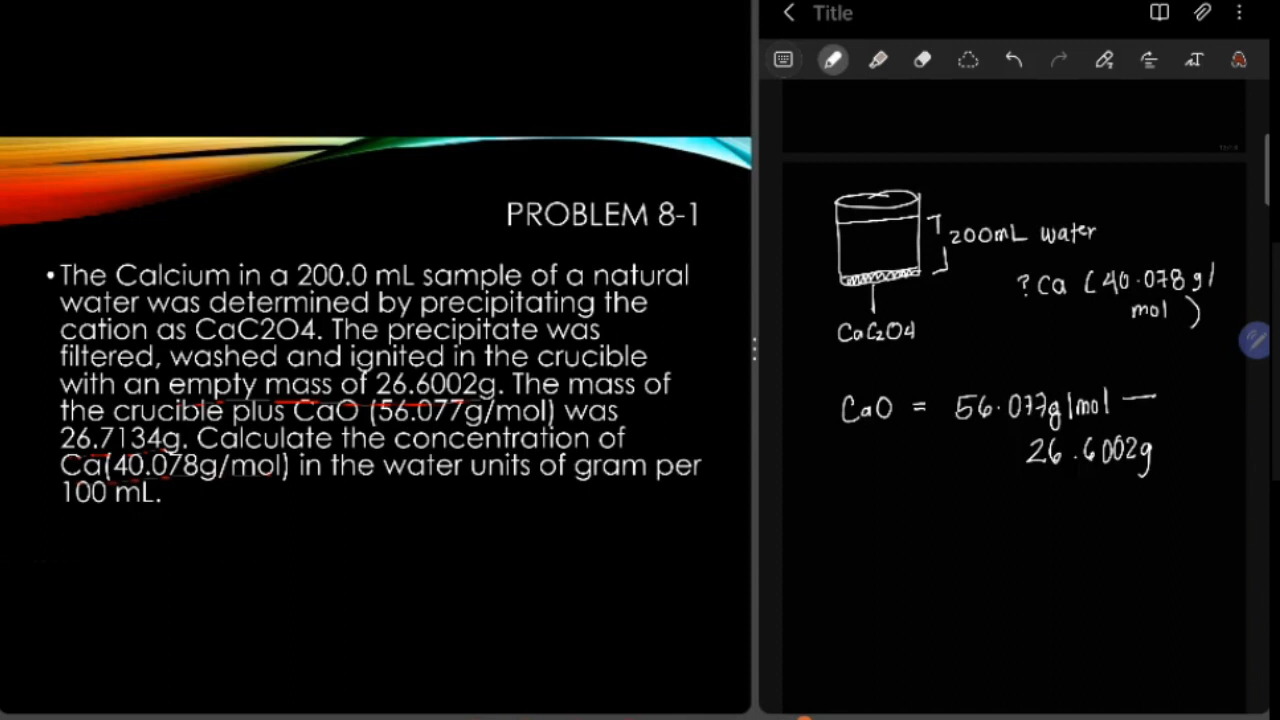 PROBLEM 8-1
• The Calcium in a 200.0 mL sample of a natural
water was determined by precipitating the
cation as CaC2O4. The precipitate was
filtered, washed and ignited in the crucible
with an empty mass of 26.6002g. The mass of
the crucible plus CaO (56.077g/mol) was
26.7134g. Calculate the concentration of
Ca(40.078g/mol) in the water units of gram per
100 mL.
Title
200mL water
? Ca (40.078 g/
mol )
CaC2O4
CaO = 56.077g/mol —
26.6002g